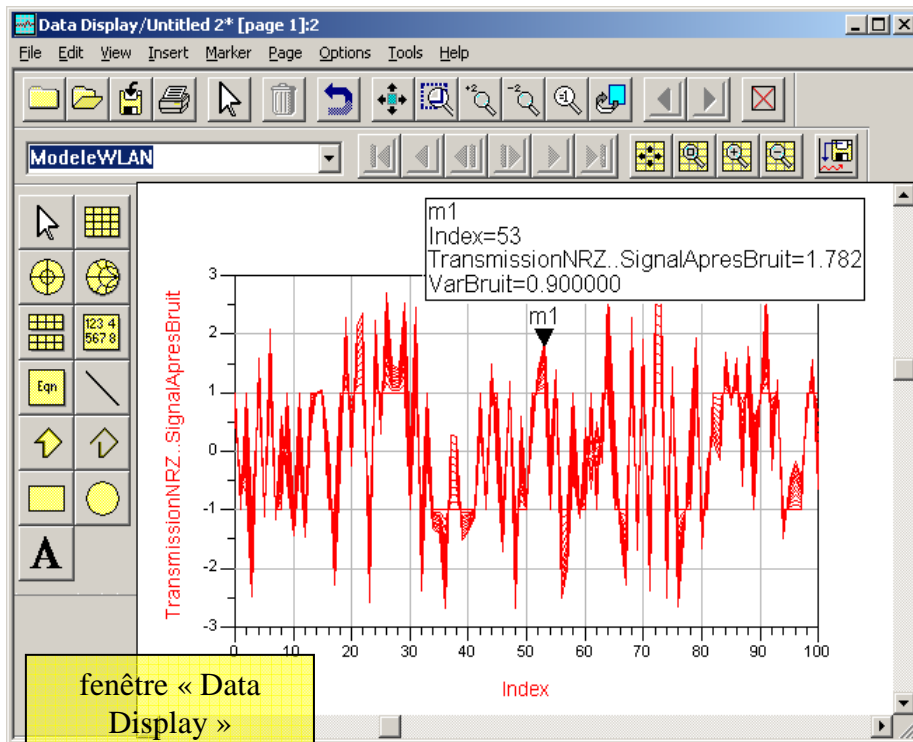 Data Display/Untitled 2* [page 1]:2
File Edit View Insert Marker Page Options Tools Help
+2 -2
ModeleWLAN
m1
Index=53
TransmissionNRZ..SignalApresBruit=1.782
VarBruit=0.900000
m1
3
2
1
0
-1
-2
-3
TransmissionNRZ..SignalApresBruit
123 4
567 8
Eqn
A
0 10 20 30 40 50 60 70 80 90 100
Index
fenêtre « Data
Display »